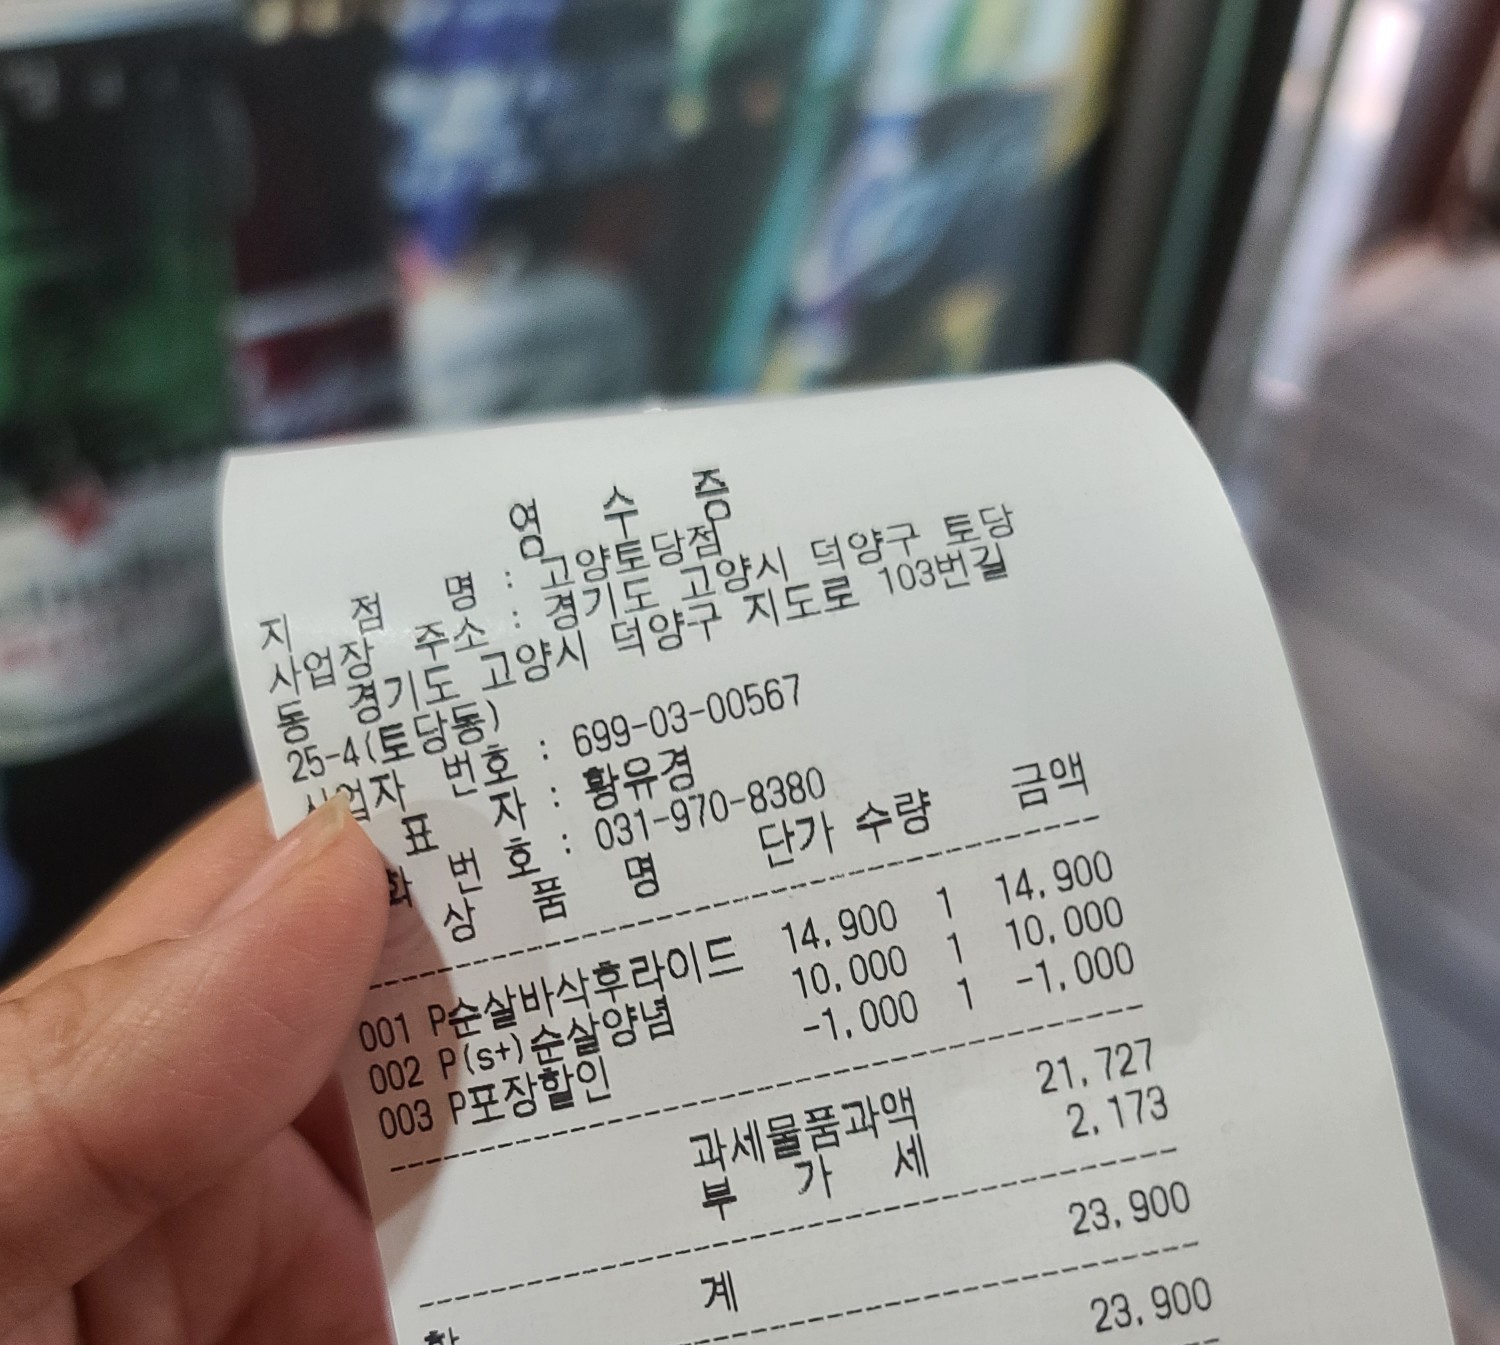 영 수 증
지 점 명 : 고양토당점
사업장 주소 : 경기도 고양시 덕양구 토당
동 경기도 고양시 덕양구 지도로 103번길
25-4(토당동)
사업자 번호 : 699-03-00567
표 자 : 황유경
화 번 호 : 031-970-8380
상 품 명 단가 수량 금액
001 P순살바삭후라이드 14,900 1 14,900
002 P(s+)순살양념 10,000 1 10,000
003 P포장할인 -1,000 1 -1,000
과세물품과액 21,727
부 가 세 2,173
합 계 23,900
23,900